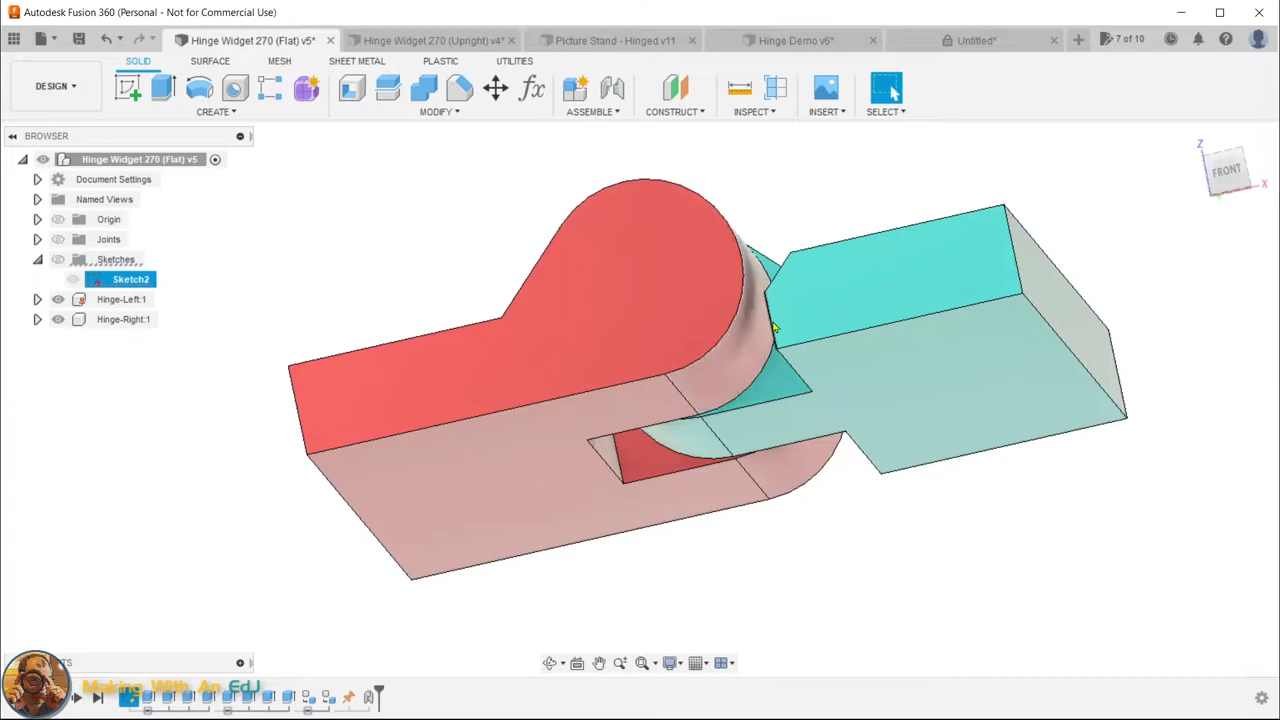 Autodesk Fusion 360 (Personal - Not for Commercial Use)
Hinge Widget 270 (Flat) v5*
Hinge Widget 270 (Upright) v4*
Picture Stand - Hinged v11
Hinge Demo v6*
Untitled*
7 of 10
DESIGN
SOLID
SURFACE
MESH
SHEET METAL
PLASTIC
UTILITIES
fx
CREATE
MODIFY
ASSEMBLE
CONSTRUCT
INSPECT
INSERT
SELECT
BROWSER
Hinge Widget 270 (Flat) v5
Document Settings
Named Views
Origin
Joints
Sketches
Sketch2
Hinge-Left:1
Hinge-Right:1
Z
FRONT
X
Making With An EdJ